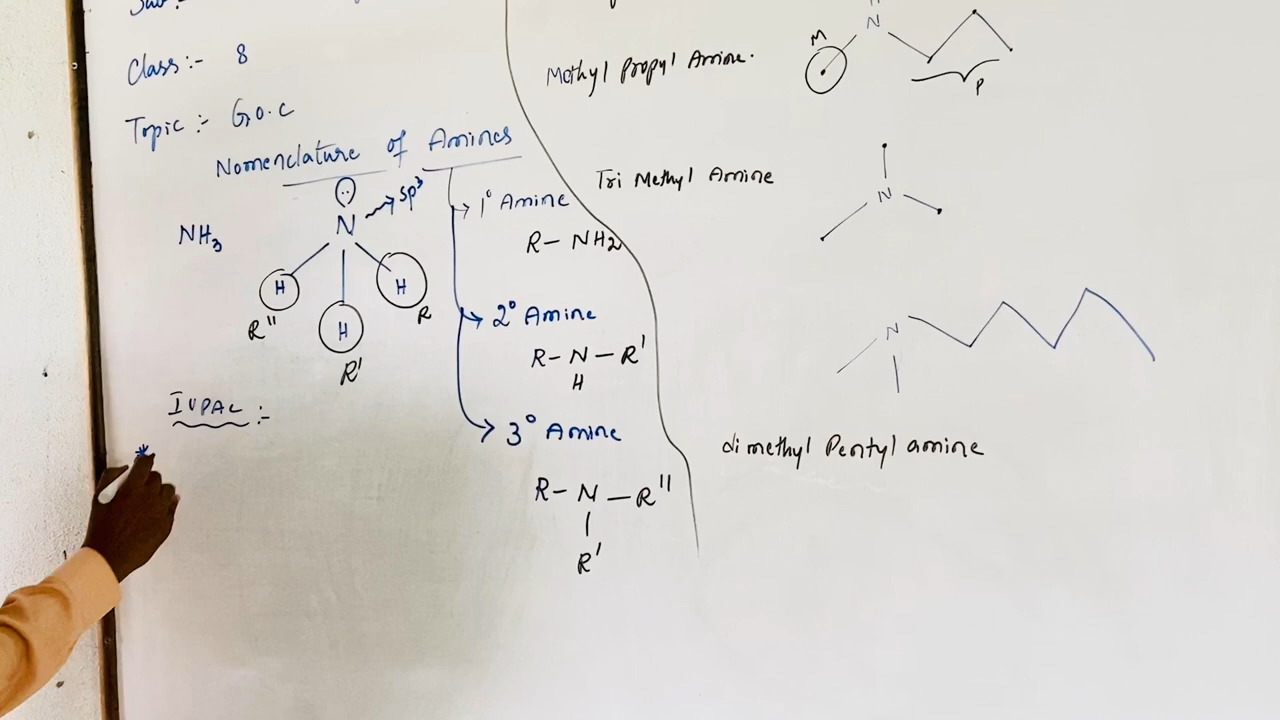 Sub :-
Class :- 8
Topic :- G.O.C
Nomenclature of Amines
NH3
N
sp³
H
H
H
R"
R'
R
1° Amine
R- NH2
2° Amine
R- N - R'
H
3° Amine
R- N - R"
R'
IUPAC :-
*
H
N
M
P
Methyl Propyl Amine.
Tri Methyl Amine
N
N
dimethyl Pentyl amine